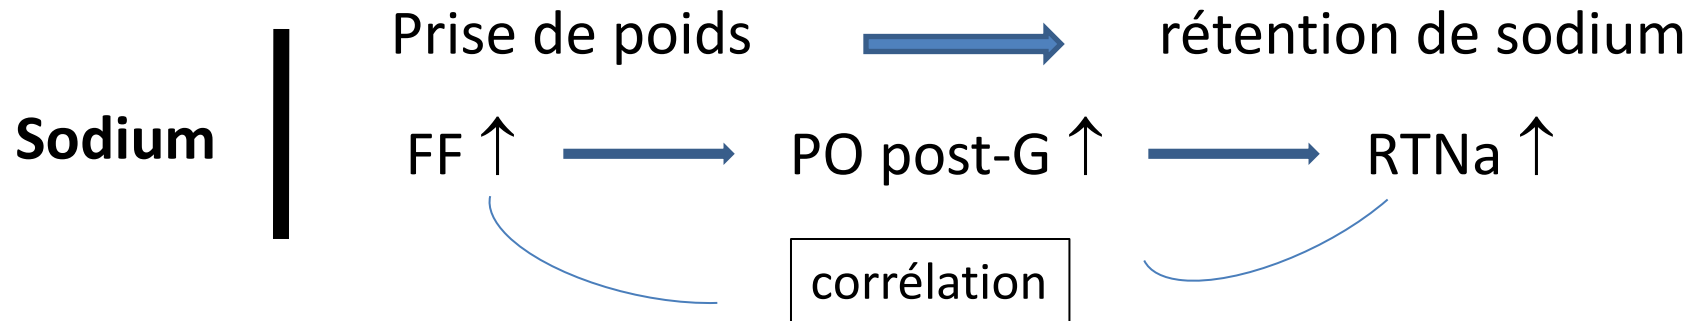 Prise de poids rétention de sodium
Sodium
FF ↑ PO post-G ↑ RTNa ↑
corrélation